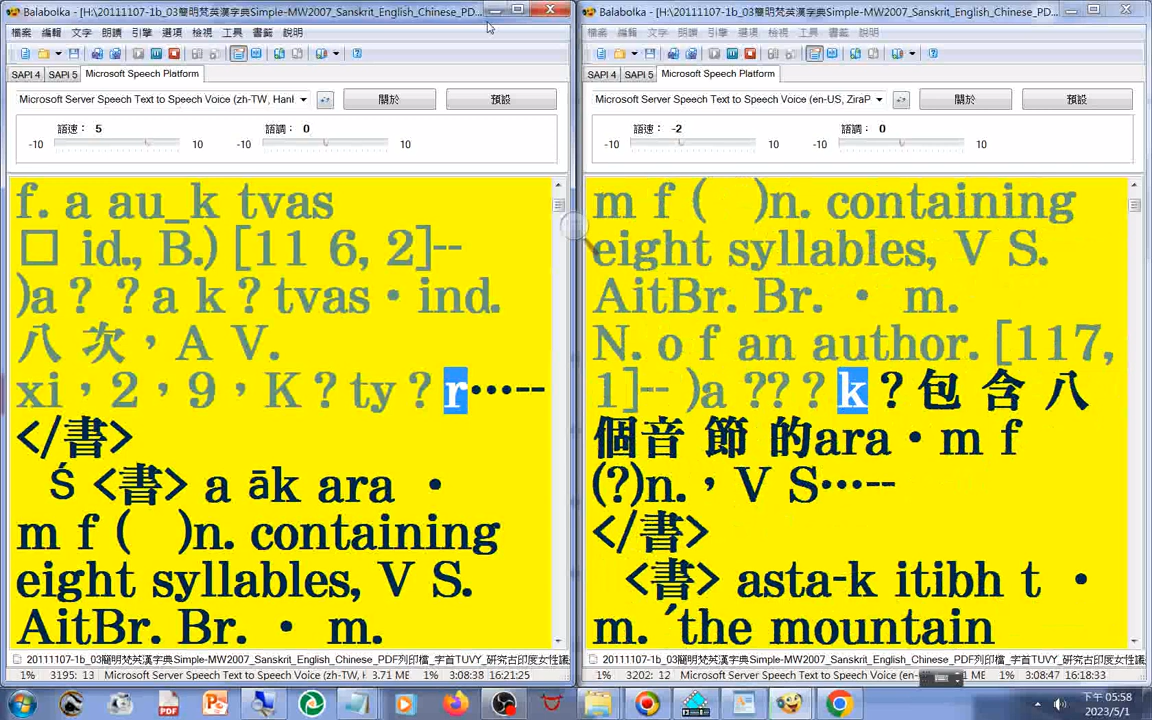 Balabolka - [H:\20111107-1b_03簡明梵英漢字典Simple-MW2007_Sanskrit_English_Chinese_PD...
檔案 編輯 文字 朗讀 引擎 選項 檢視 工具 書籤 說明
SAPI 4 SAPI 5 Microsoft Speech Platform
Microsoft Server Speech Text to Speech Voice (zh-TW, HanI
關於 預設
語速： 5 語調： 0
-10 10 -10 10
f. a au_k tvas
□ id., B.) [11 6, 2]--
)a ? ? a k ? tvas • ind.
八 次，A V.
xi，2，9，K ? ty ? r…--
</書>
Ś <書> a āk ara •
m f ( )n. containing
eight syllables, V S.
AitBr. Br. • m.
20111107-1b_03簡明梵英漢字典Simple-MW2007_Sanskrit_English_Chinese_PDF列印檔_字首TUVY_研究古印度女性議
1% 3195: 13 Microsoft Server Speech Text to Speech Voice (zh-TW, H 3.71 ME 1% 3:08:38 16:21:25
Balabolka - [H:\20111107-1b_03簡明梵英漢字典Simple-MW2007_Sanskrit_English_Chinese_PD...
檔案 編輯 文字 朗讀 引擎 選項 檢視 工具 書籤 說明
SAPI 4 SAPI 5 Microsoft Speech Platform
Microsoft Server Speech Text to Speech Voice (en-US, ZiraP
關於 預設
語速： -2 語調： 0
-10 10 -10 10
m f ( )n. containing
eight syllables, V S.
AitBr. Br. • m.
N. o f an author. [117,
1]-- )a ?? ? k ? 包 含 八
個音 節 的ara • m f
(?)n.，V S…--
</書>
<書> asta-k itibh t •
m. ´the mountain
20111107-1b_03簡明梵英漢字典Simple-MW2007_Sanskrit_English_Chinese_PDF列印檔_字首TUVY_研究古印度女性議
1% 3202: 12 Microsoft Server Speech Text to Speech Voice (en-U ME 1% 3:08:47 16:18:33
下午 05:58
2023/5/1